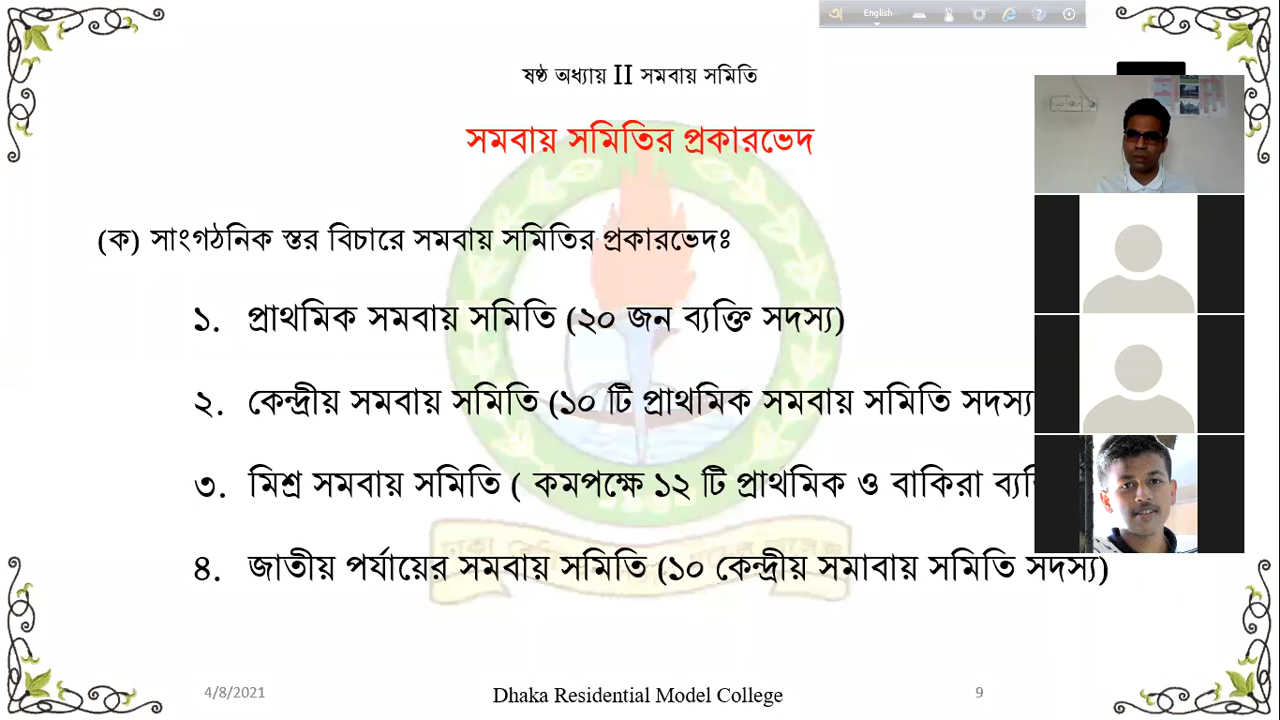 English
ষষ্ঠ অধ্যায় II সমবায় সমিতি
সমবায় সমিতির প্রকারভেদ
(ক) সাংগঠনিক স্তর বিচারে সমবায় সমিতির প্রকারভেদঃ
১. প্রাথমিক সমবায় সমিতি (২০ জন ব্যক্তি সদস্য)
২. কেন্দ্রীয় সমবায় সমিতি (১০ টি প্রাথমিক সমবায় সমিতি সদস্য
৩. মিশ্র সমবায় সমিতি ( কমপক্ষে ১২ টি প্রাথমিক ও বাকিরা
৪. জাতীয় পর্যায়ের সমবায় সমিতি (১০ কেন্দ্রীয় সমাবায় সমিতি সদস্য)
4/8/2021
Dhaka Residential Model College
9